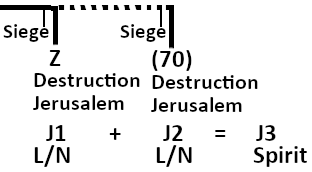 Siege Siege
Z (70)
Destruction Destruction
Jerusalem Jerusalem
J1 + J2 = J3
L/N L/N Spirit